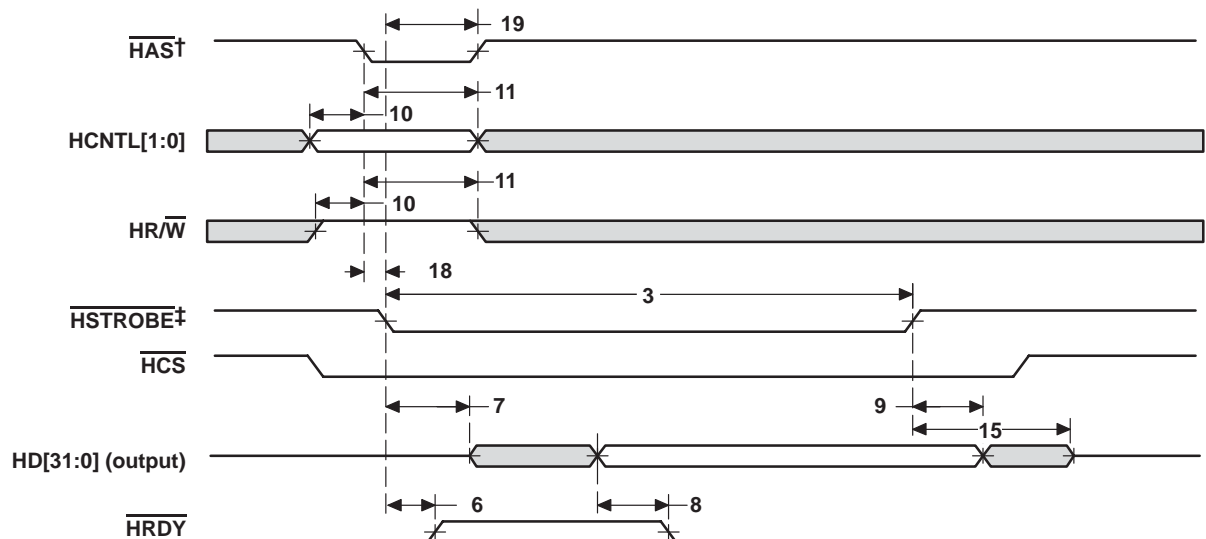 19
HAS†
11
10
HCNTL[1:0]
11
10
HR/W
18
3
HSTROBE‡
HCS
7
9
15
HD[31:0] (output)
6
8
HRDY